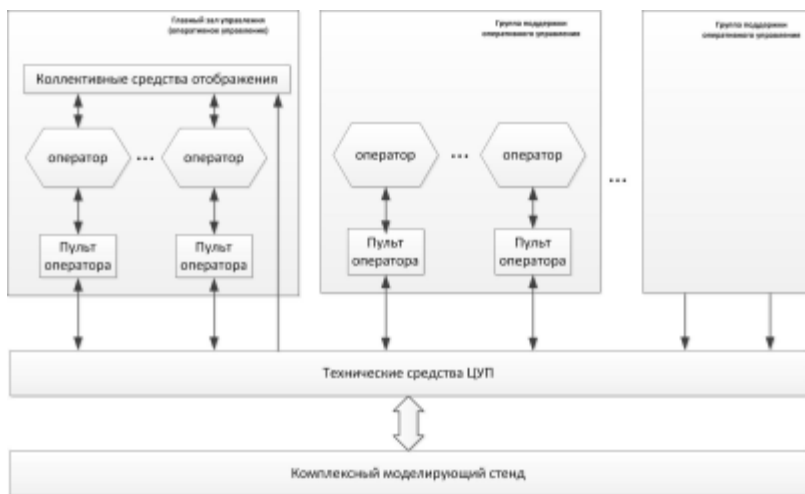 Главный зал управления
(оперативное управление)
Коллективные средства отображения
оператор
...
оператор
Пульт
оператора
Пульт
оператора
Группа поддержки
оперативного управления
оператор
...
оператор
Пульт
оператора
Пульт
оператора
...
Группа поддержки
оперативного управления
Технические средства ЦУП
Комплексный моделирующий стенд